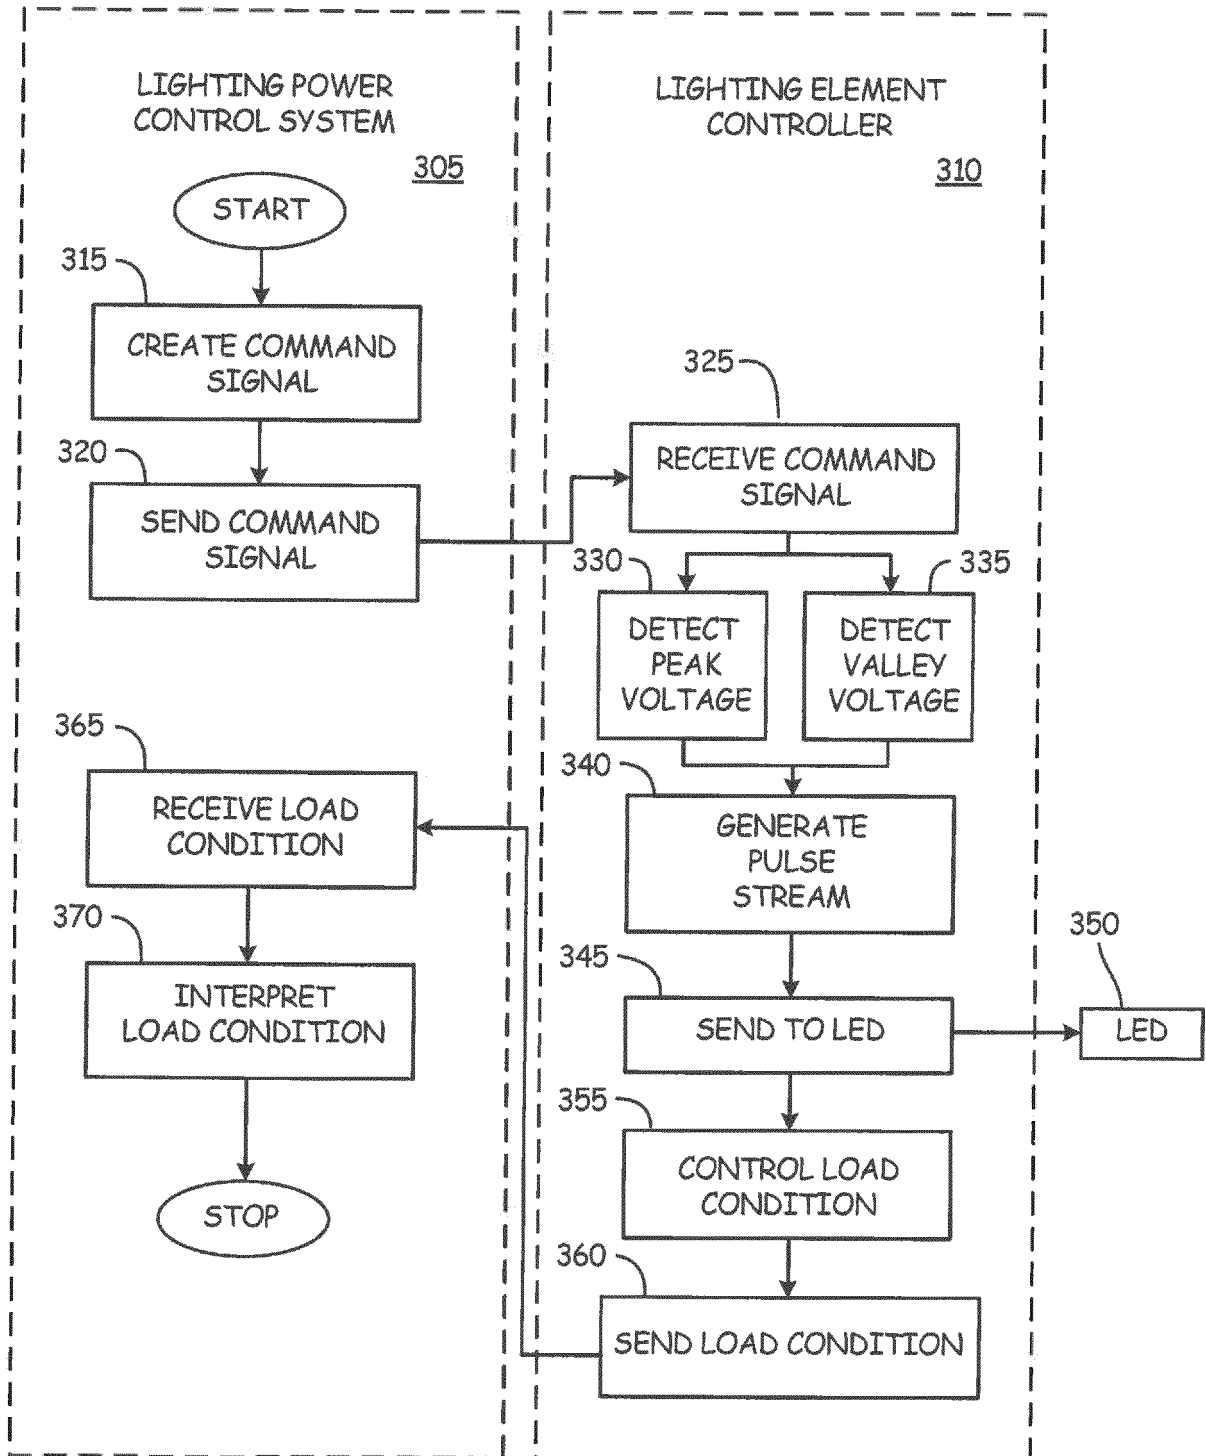 LIGHTING POWER
CONTROL SYSTEM
305
START
315
CREATE COMMAND
SIGNAL
320
SEND COMMAND
SIGNAL
365
RECEIVE LOAD
CONDITION
370
INTERPRET
LOAD CONDITION
STOP
LIGHTING ELEMENT
CONTROLLER
310
325
RECEIVE COMMAND
SIGNAL
330
DETECT
PEAK
VOLTAGE
335
DETECT
VALLEY
VOLTAGE
340
GENERATE
PULSE
STREAM
345
SEND TO LED
350
LED
355
CONTROL LOAD
CONDITION
360
SEND LOAD CONDITION